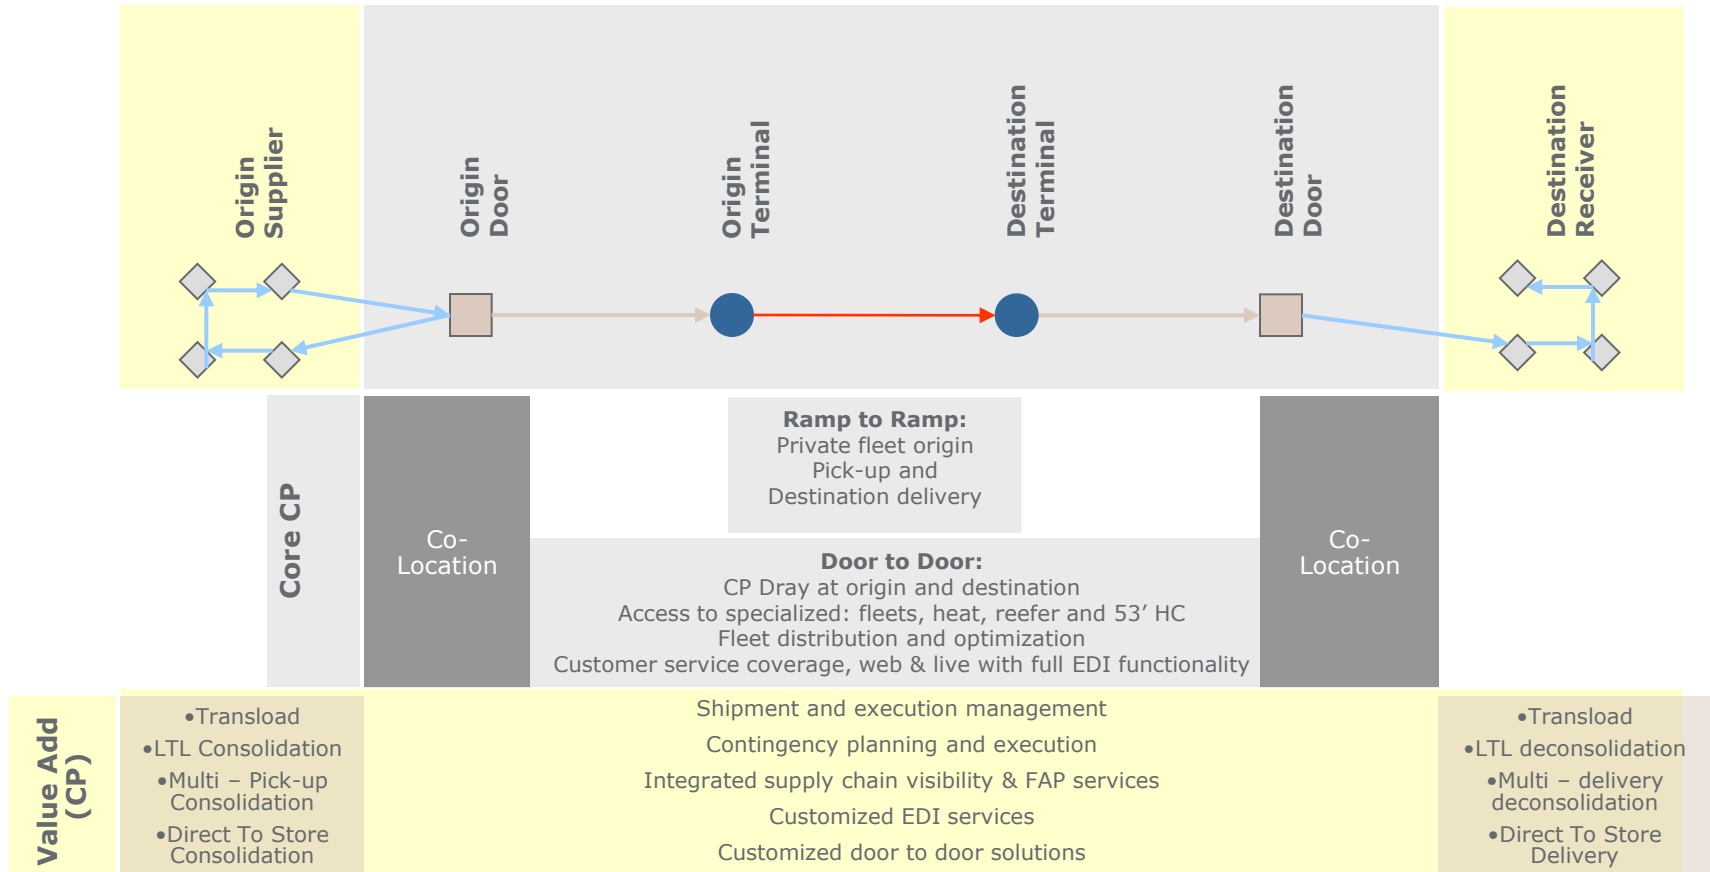 Origin
Supplier
Origin
Door
Origin
Terminal
Destination
Terminal
Destination
Door
Destination
Receiver
Core CP
Co-
Location
Ramp to Ramp:
Private fleet origin
Pick-up and
Destination delivery
Door to Door:
CP Dray at origin and destination
Access to specialized: fleets, heat, reefer and 53’ HC
Fleet distribution and optimization
Customer service coverage, web & live with full EDI functionality
Co-
Location
Value Add
(CP)
•Transload
•LTL Consolidation
•Multi – Pick-up
Consolidation
•Direct To Store
Consolidation
Shipment and execution management
Contingency planning and execution
Integrated supply chain visibility & FAP services
Customized EDI services
Customized door to door solutions
•Transload
•LTL deconsolidation
•Multi – delivery
deconsolidation
•Direct To Store
Delivery